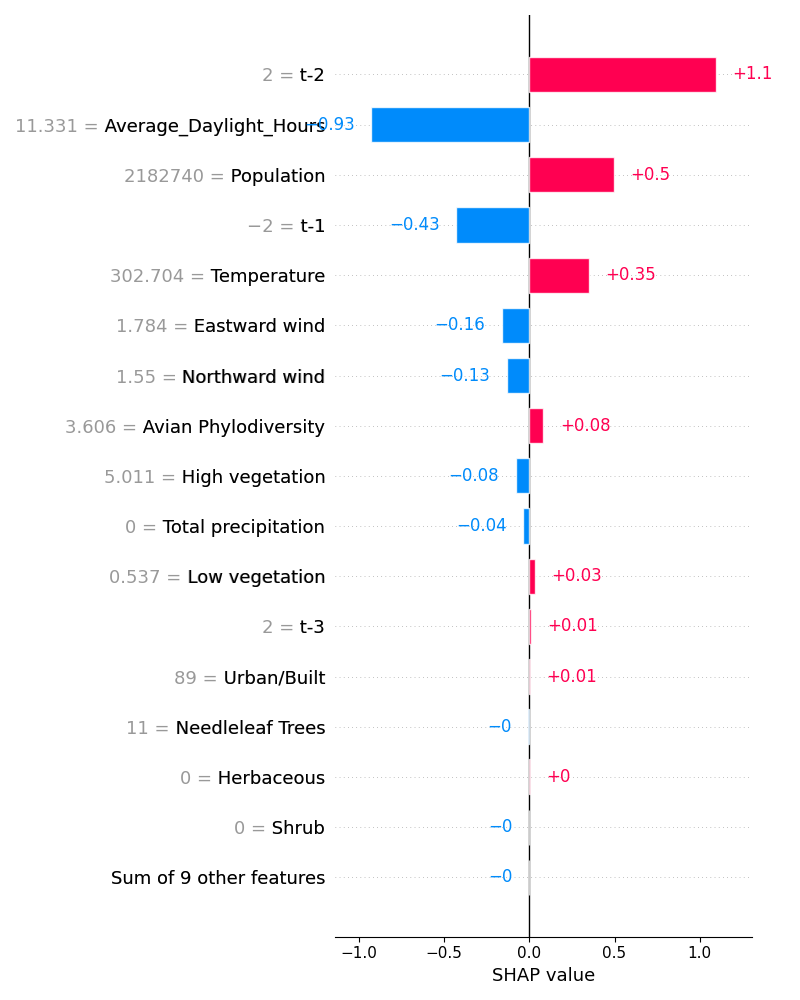 2 = t-2 +1.1
11.331 = Average_Daylight_Hours −0.93
2182740 = Population +0.5
−2 = t-1 −0.43
302.704 = Temperature +0.35
1.784 = Eastward wind −0.16
1.55 = Northward wind −0.13
3.606 = Avian Phylodiversity +0.08
5.011 = High vegetation −0.08
0 = Total precipitation −0.04
0.537 = Low vegetation +0.03
2 = t-3 +0.01
89 = Urban/Built +0.01
11 = Needleleaf Trees −0
0 = Herbaceous +0
0 = Shrub −0
Sum of 9 other features −0
−1.0 −0.5 0.0 0.5 1.0
SHAP value